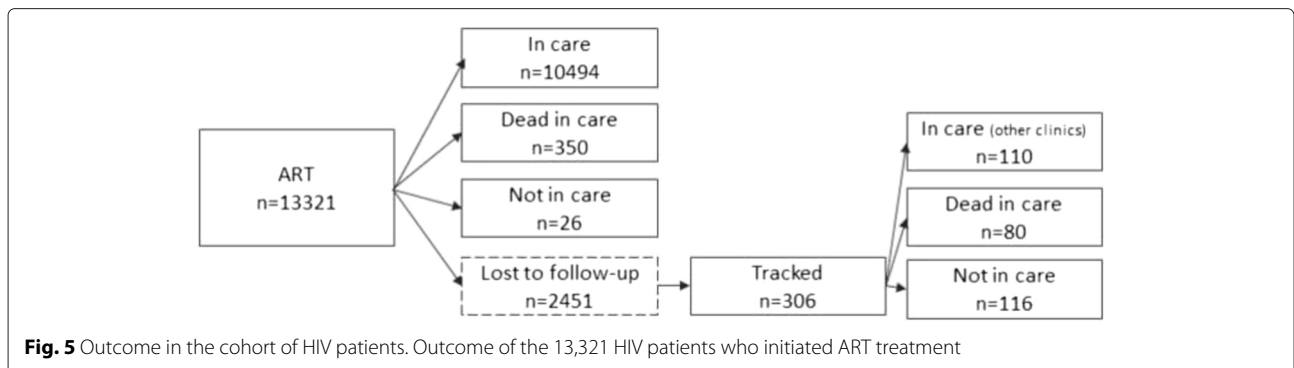 ART
n=13321
In care
n=10494
Dead in care
n=350
Not in care
n=26
Lost to follow-up
n=2451
Tracked
n=306
In care (other clinics)
n=110
Dead in care
n=80
Not in care
n=116
Fig. 5 Outcome in the cohort of HIV patients. Outcome of the 13,321 HIV patients who initiated ART treatment